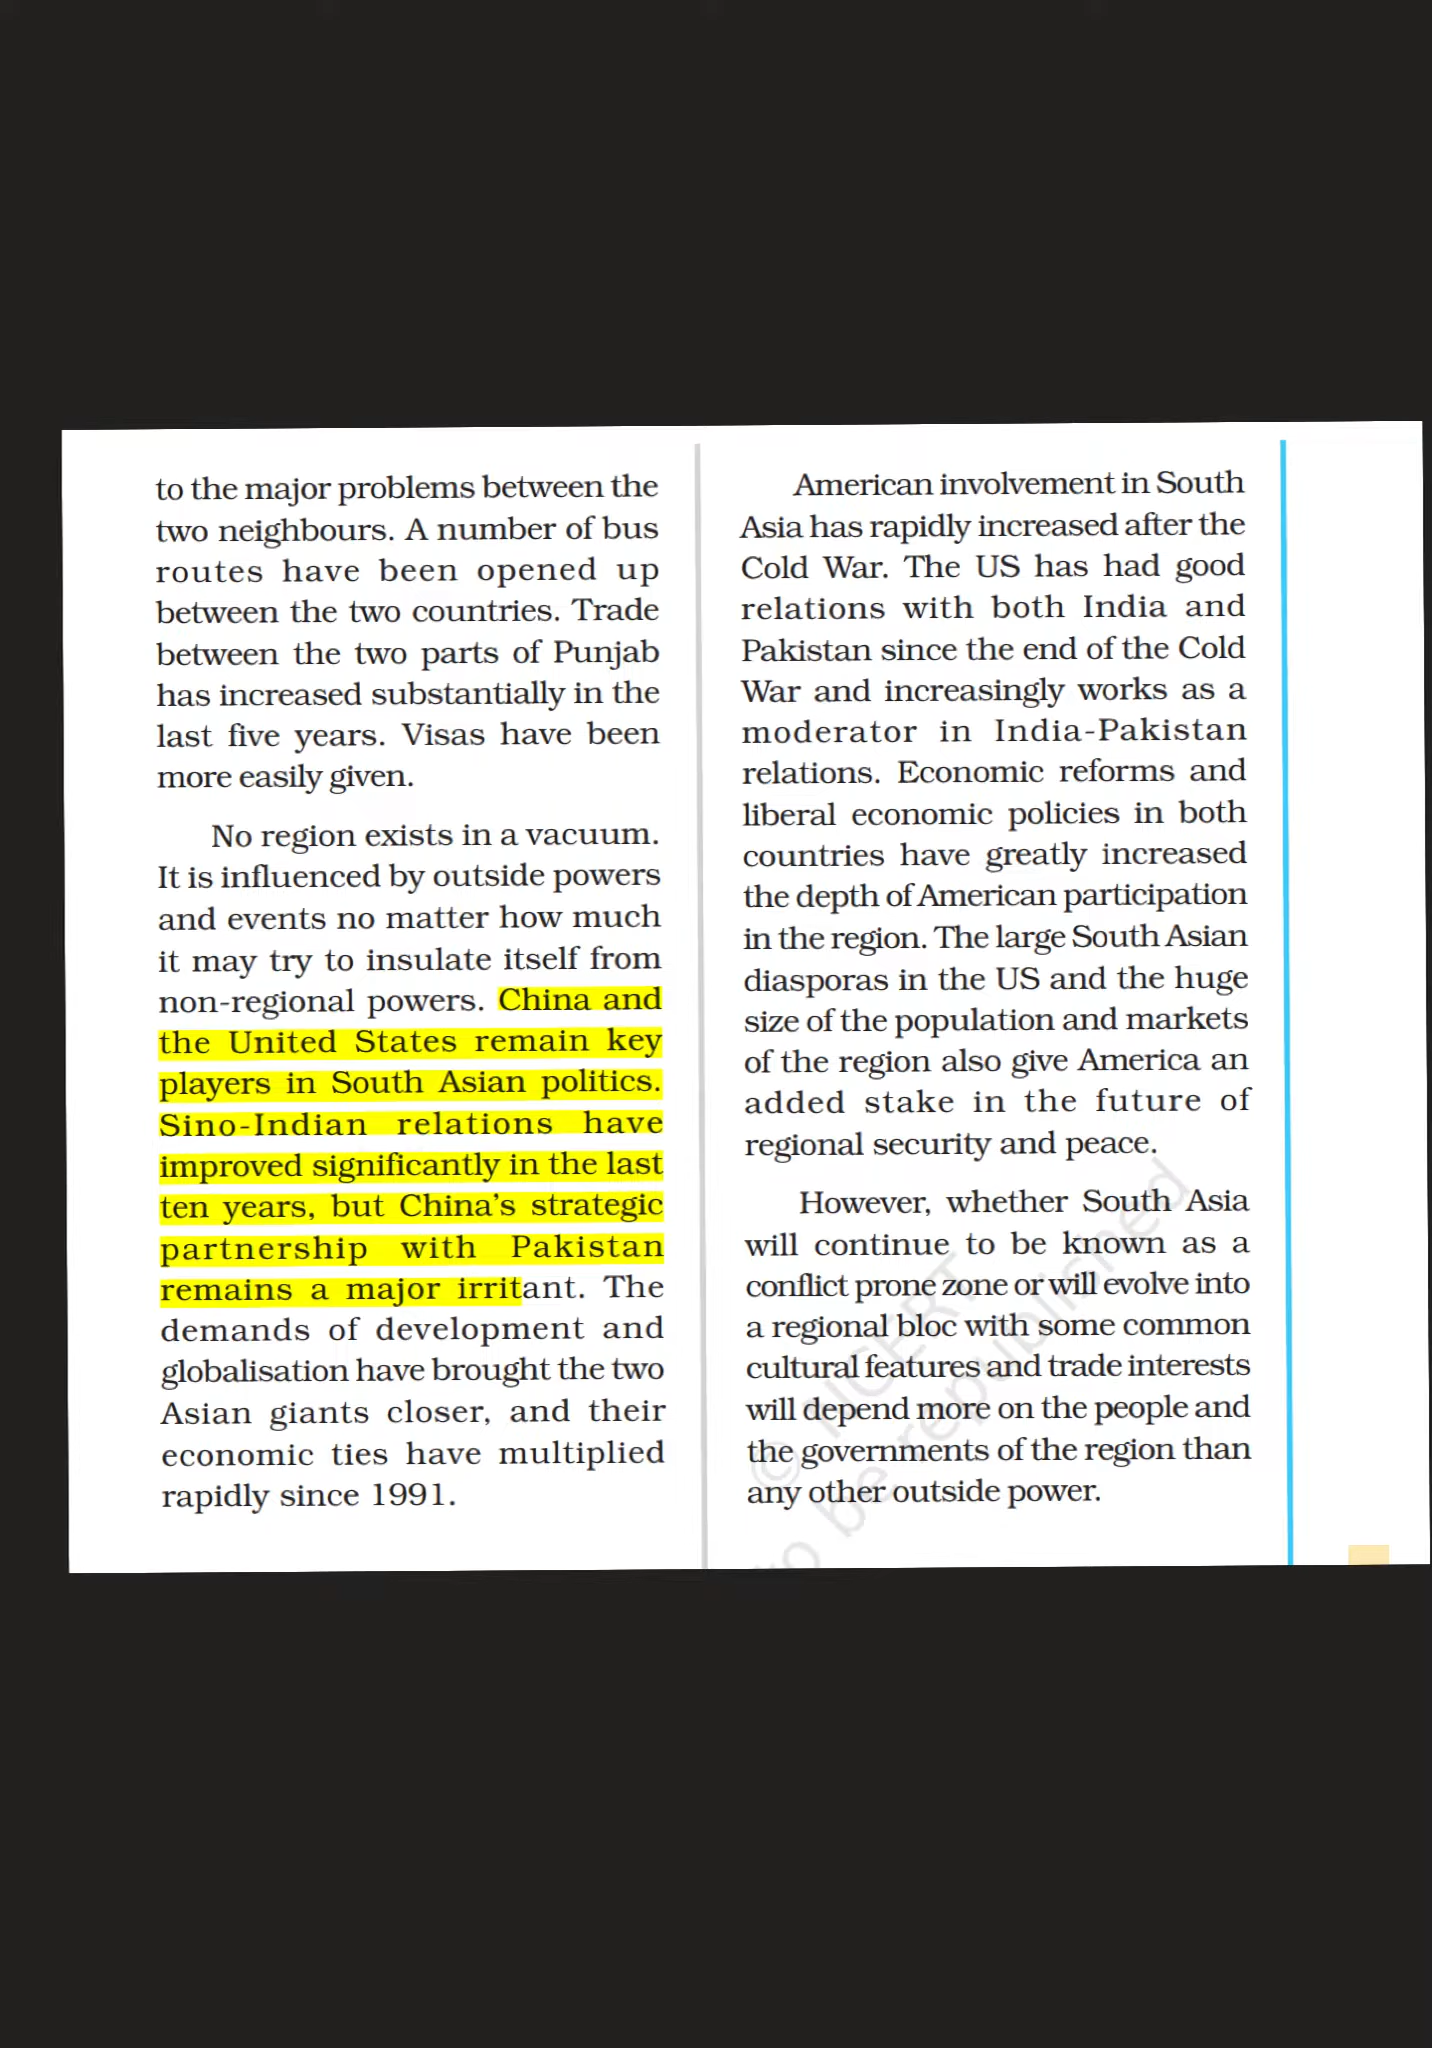 to the major problems between the
two neighbours. A number of bus
routes have been opened up
between the two countries. Trade
between the two parts of Punjab
has increased substantially in the
last five years. Visas have been
more easily given.
No region exists in a vacuum.
It is influenced by outside powers
and events no matter how much
it may try to insulate itself from
non-regional powers. China and
the United States remain key
players in South Asian politics.
Sino-Indian relations have
improved significantly in the last
ten years, but China's strategic
partnership with Pakistan
remains a major irritant. The
demands of development and
globalisation have brought the two
Asian giants closer, and their
economic ties have multiplied
rapidly since 1991.
American involvement in South
Asia has rapidly increased after the
Cold War. The US has had good
relations with both India and
Pakistan since the end of the Cold
War and increasingly works as a
moderator in India-Pakistan
relations. Economic reforms and
liberal economic policies in both
countries have greatly increased
the depth of American participation
in the region. The large South Asian
diasporas in the US and the huge
size of the population and markets
of the region also give America an
added stake in the future of
regional security and peace.
However, whether South Asia
will continue to be known as a
conflict prone zone or will evolve into
a regional bloc with some common
cultural features and trade interests
will depend more on the people and
the governments of the region than
any other outside power.
© NCERT
to be republished